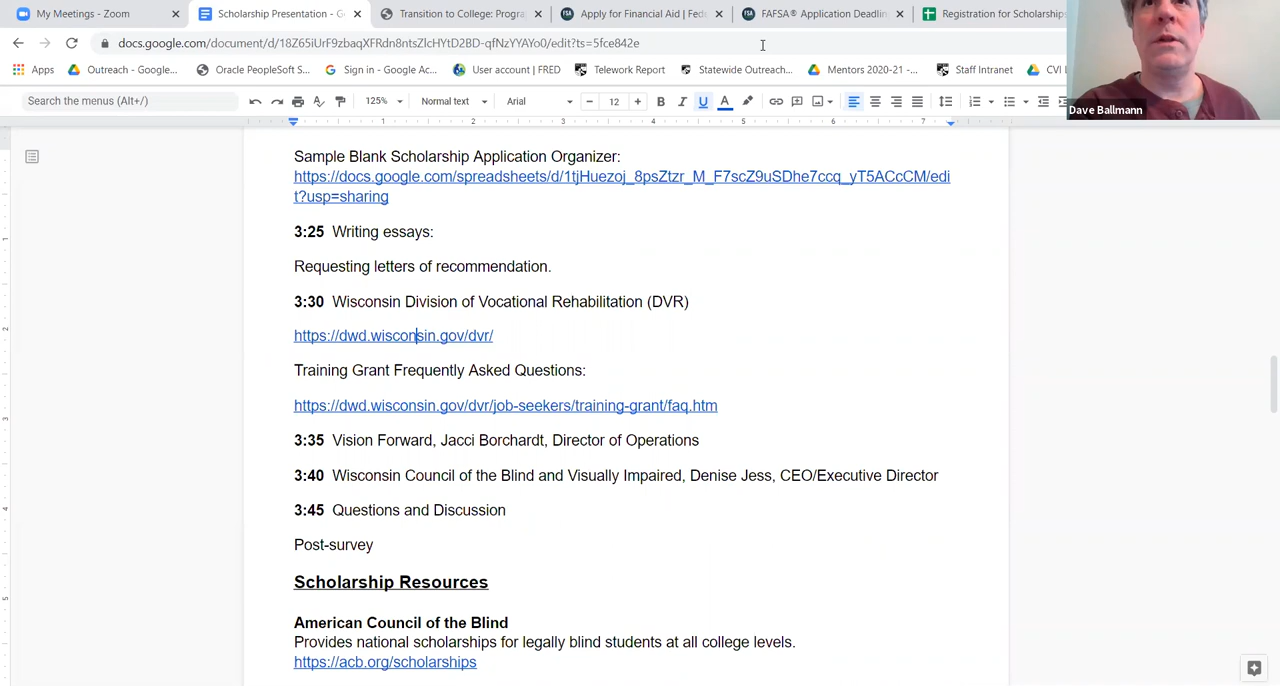 My Meetings - Zoom
Scholarship Presentation - G
Transition to College: Progra
Apply for Financial Aid | Fede
FAFSA® Application Deadlin
Registration for Scholarship
docs.google.com/document/d/18Z65iUrF9zbaqXFRdn8ntsZlcHYtD2BD-qfNzYYAYo0/edit?ts=5fce842e
Apps
Outreach - Google...
Oracle PeopleSoft S...
Sign in - Google Ac...
User account | FRED
Telework Report
Statewide Outreach...
Mentors 2020-21 -...
Staff Intranet
CVI L
Search the menus (Alt+/)
125%
Normal text
Arial
12
Dave Ballmann
1 2 3 4 5 6 7
Sample Blank Scholarship Application Organizer:
https://docs.google.com/spreadsheets/d/1tjHuezoj_8psZtzr_M_F7scZ9uSDhe7ccq_yT5ACcCM/edi
t?usp=sharing
3:25 Writing essays:
Requesting letters of recommendation.
3:30 Wisconsin Division of Vocational Rehabilitation (DVR)
https://dwd.wisconsin.gov/dvr/
Training Grant Frequently Asked Questions:
https://dwd.wisconsin.gov/dvr/job-seekers/training-grant/faq.htm
3:35 Vision Forward, Jacci Borchardt, Director of Operations
3:40 Wisconsin Council of the Blind and Visually Impaired, Denise Jess, CEO/Executive Director
3:45 Questions and Discussion
Post-survey
Scholarship Resources
American Council of the Blind
Provides national scholarships for legally blind students at all college levels.
https://acb.org/scholarships